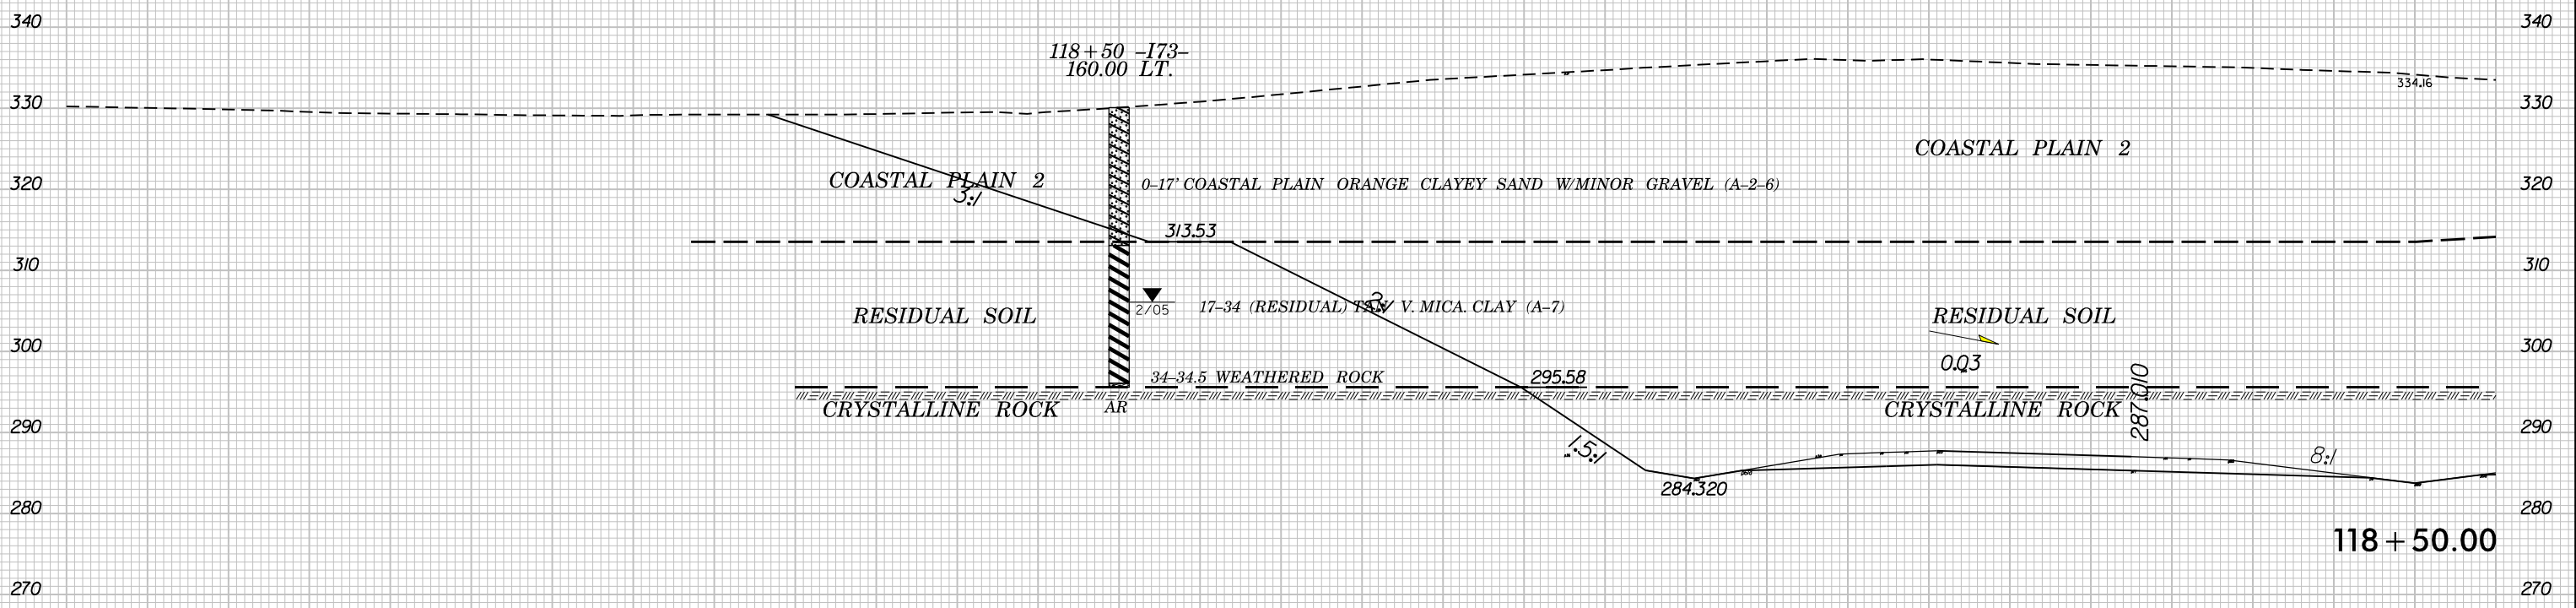 340 340
118+50 -I73-
160.00 LT.
334.16
330 330
COASTAL PLAIN 2
COASTAL PLAIN 2
320 0-17' COASTAL PLAIN ORANGE CLAYEY SAND W/MINOR GRAVEL (A-2-6) 320
3:1
313.53
310 310
2:1
2/05 17-34 (RESIDUAL) TAN V. MICA. CLAY (A-7)
RESIDUAL SOIL RESIDUAL SOIL
300 300
0.03
34-34.5 WEATHERED ROCK 295.58
CRYSTALLINE ROCK AR CRYSTALLINE ROCK
287.010
290 290
1.5:1
8:1
284.320
280 280
118+50.00
270 270